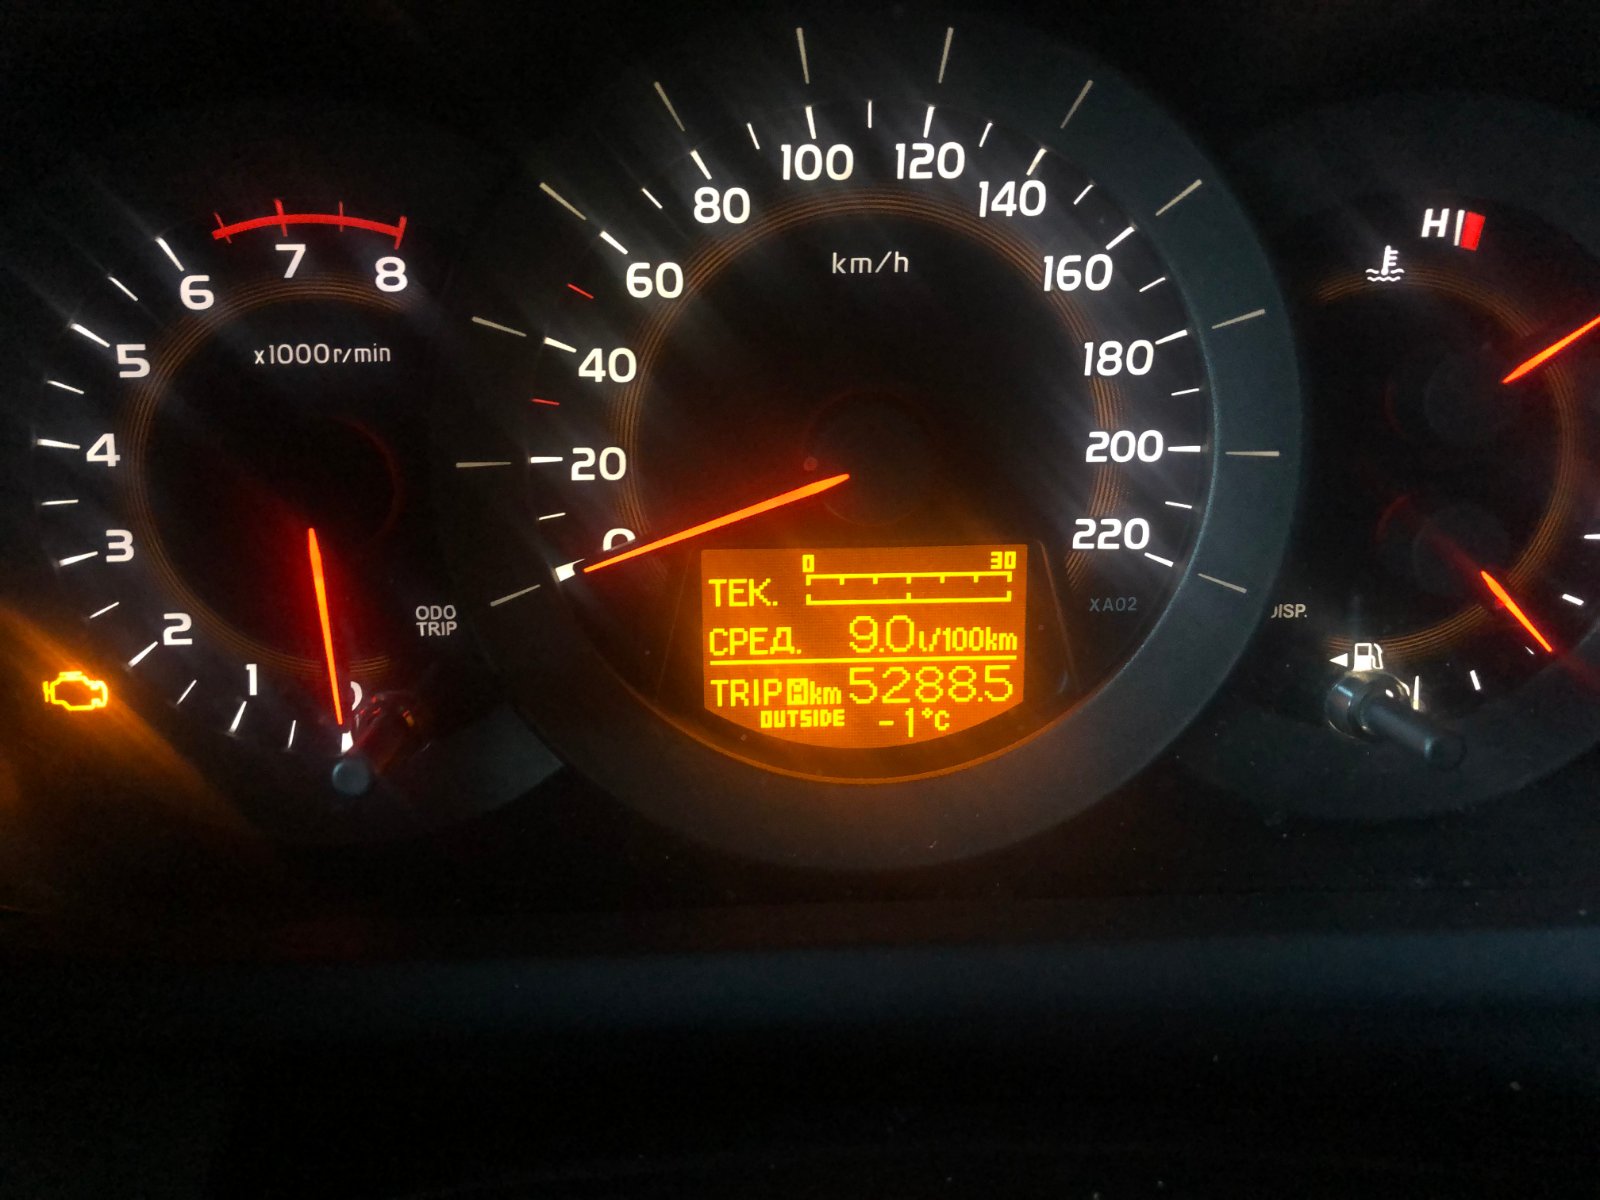 1
2
3
4
5
6
7
8
x1000r/min
ODO
TRIP
0
20
40
60
80
100
120
140
160
180
200
220
km/h
0 30
ТЕК.
СРЕД. 9.0 l/100km
TRIP A km 5288.5
OUTSIDE -1°C
XA02
DISP.
H